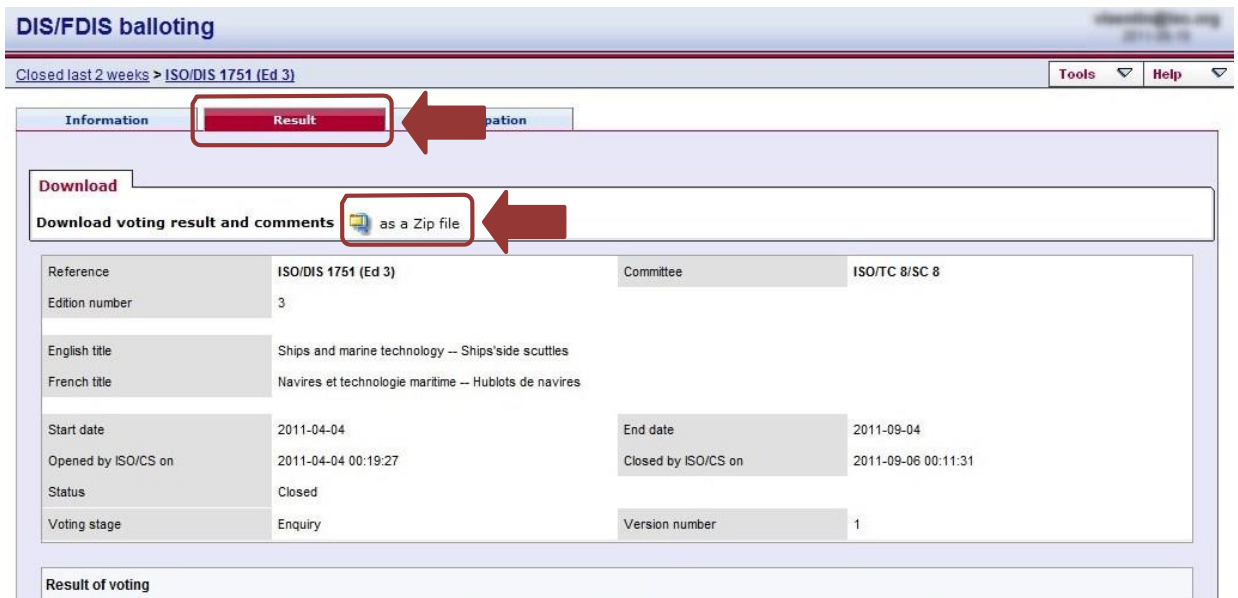 DIS/FDIS balloting
Closed last 2 weeks > ISO/DIS 1751 (Ed 3)
Tools Help
Information Result pation
Download
Download voting result and comments as a Zip file
Reference ISO/DIS 1751 (Ed 3) Committee ISO/TC 8/SC 8
Edition number 3
English title Ships and marine technology -- Ships'side scuttles
French title Navires et technologie maritime -- Hublots de navires
Start date 2011-04-04 End date 2011-09-04
Opened by ISO/CS on 2011-04-04 00:19:27 Closed by ISO/CS on 2011-09-06 00:11:31
Status Closed
Voting stage Enquiry Version number 1
Result of voting